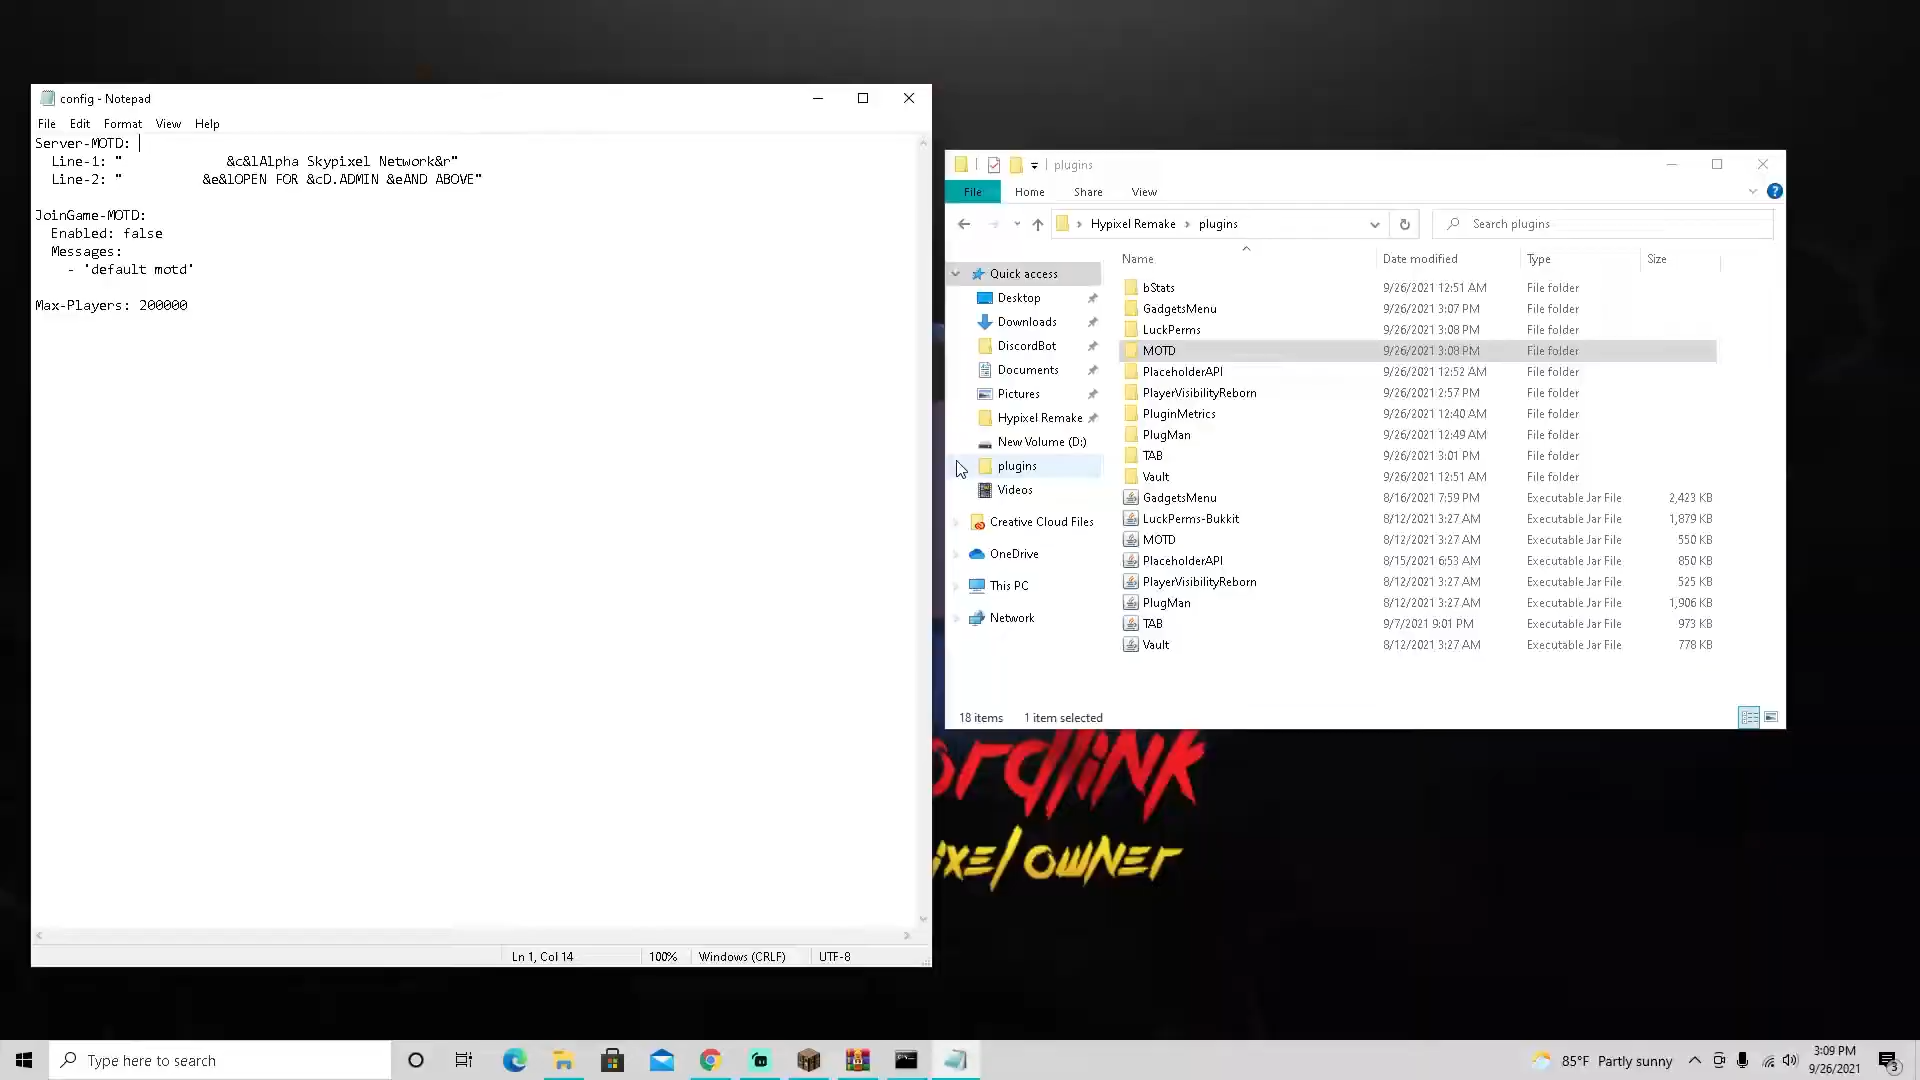 config - Notepad
File Edit Format View Help
Server-MOTD:
Line-1: " &c&lAlpha Skypixel Network&r"
Line-2: " &e&lOPEN FOR &cD.ADMIN &eAND ABOVE"
JoinGame-MOTD:
Enabled: false
Messages:
- 'default motd'
Max-Players: 200000
Ln 1, Col 14 100% Windows (CRLF) UTF-8
plugins
File Home Share View
Hypixel Remake plugins
Search plugins
Quick access
Desktop
Downloads
DiscordBot
Documents
Pictures
Hypixel Remake
New Volume (D:)
plugins
Videos
Creative Cloud Files
OneDrive
This PC
Network
Name Date modified Type Size
bStats 9/26/2021 12:51 AM File folder
GadgetsMenu 9/26/2021 3:07 PM File folder
LuckPerms 9/26/2021 3:08 PM File folder
MOTD 9/26/2021 3:08 PM File folder
PlaceholderAPI 9/26/2021 12:52 AM File folder
PlayerVisibilityReborn 9/26/2021 2:57 PM File folder
PluginMetrics 9/26/2021 12:40 AM File folder
PlugMan 9/26/2021 12:49 AM File folder
TAB 9/26/2021 3:01 PM File folder
Vault 9/26/2021 12:51 AM File folder
GadgetsMenu 8/16/2021 7:59 PM Executable Jar File 2,423 KB
LuckPerms-Bukkit 8/12/2021 3:27 AM Executable Jar File 1,879 KB
MOTD 8/12/2021 3:27 AM Executable Jar File 550 KB
PlaceholderAPI 8/15/2021 6:53 AM Executable Jar File 850 KB
PlayerVisibilityReborn 8/12/2021 3:27 AM Executable Jar File 525 KB
PlugMan 8/12/2021 3:27 AM Executable Jar File 1,906 KB
TAB 9/7/2021 9:01 PM Executable Jar File 973 KB
Vault 8/12/2021 3:27 AM Executable Jar File 778 KB
18 items 1 item selected
ordlink
ixel owner
Type here to search
85°F Partly sunny
3:09 PM
9/26/2021
3